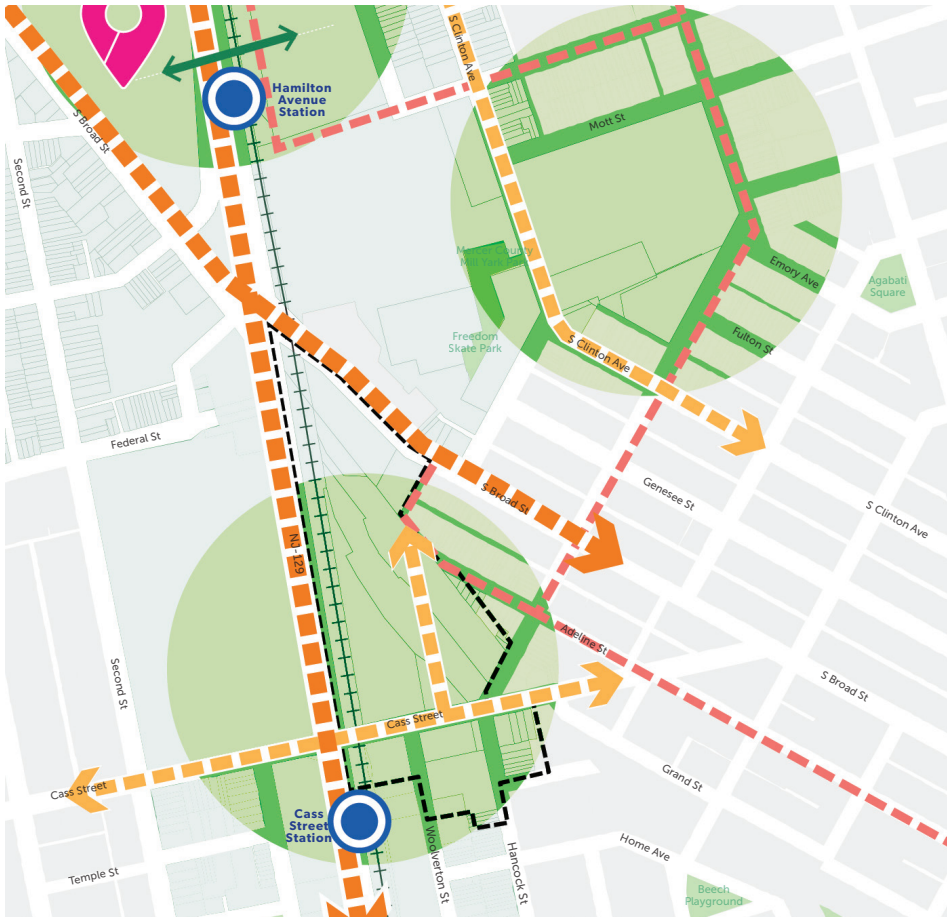 S Clinton Ave
Hamilton
Avenue
Station
S Broad St
Mott St
Second St
Mercer County
Emory Ave
Agabati
Square
Freedom
Skate Park
Fulton St
S Clinton Ave
Federal St
Genesee St
S Broad St
S Clinton Ave
NJ-129
Adeline St
Second St
S Broad St
Cass Street
Cass Street
Grand St
Cass
Street
Station
Woolverton St
Hancock St
Home Ave
Temple St
Beech
Playground